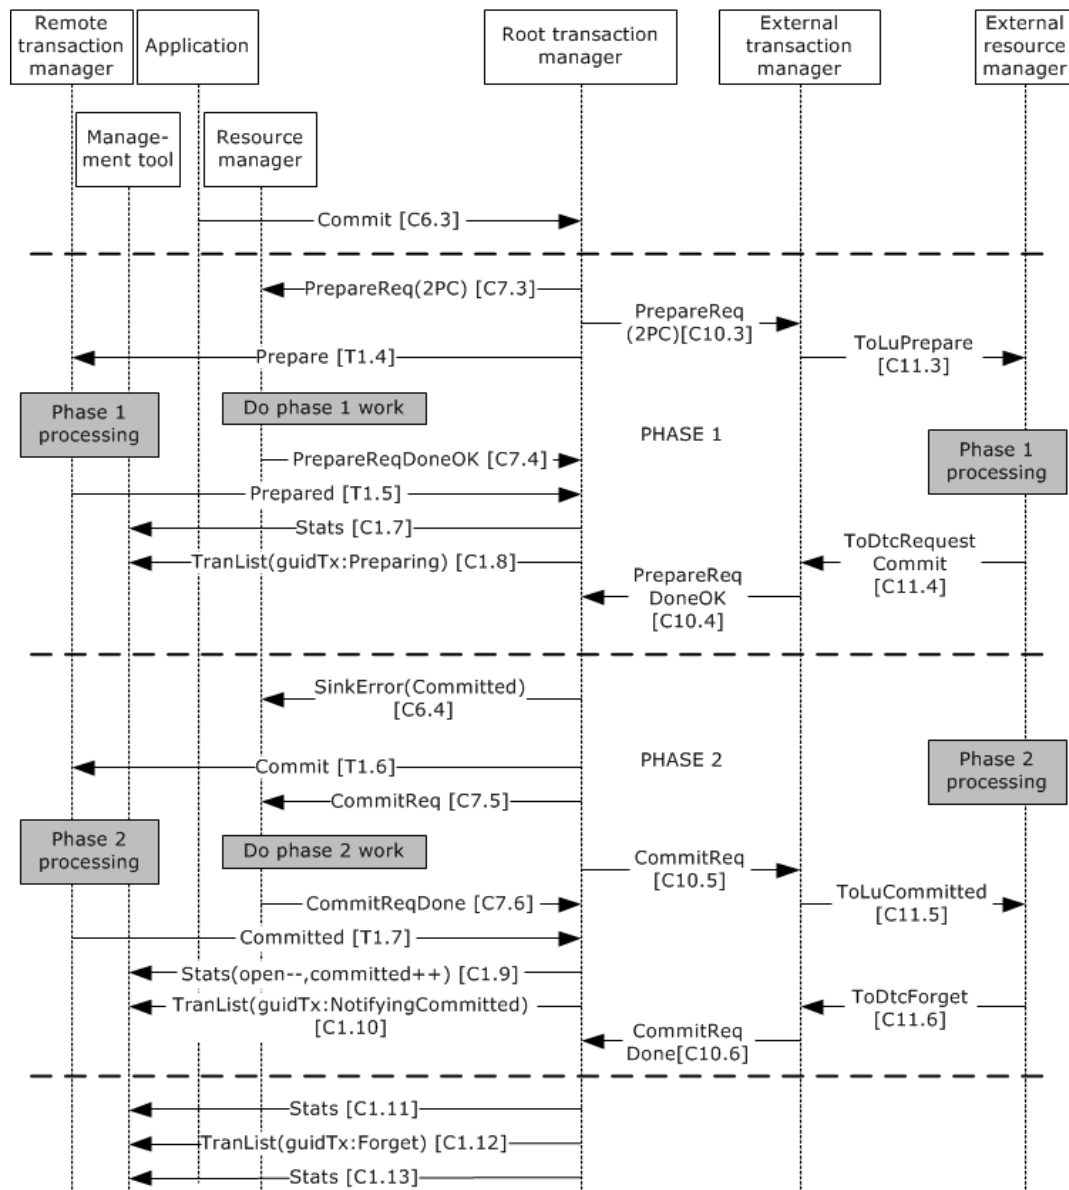 Remote
transaction
manager
Application
Root transaction
manager
External
transaction
manager
External
resource
manager
Manage-
ment tool
Resource
manager
Commit [C6.3]
PrepareReq(2PC) [C7.3]
PrepareReq
(2PC)[C10.3]
Prepare [T1.4]
ToLuPrepare
[C11.3]
Phase 1
processing
Do phase 1 work
PHASE 1
Phase 1
processing
PrepareReqDoneOK [C7.4]
Prepared [T1.5]
Stats [C1.7]
TranList(guidTx:Preparing) [C1.8]
ToDtcRequest
Commit
[C11.4]
PrepareReq
DoneOK
[C10.4]
SinkError(Committed)
[C6.4]
PHASE 2
Phase 2
processing
Commit [T1.6]
CommitReq [C7.5]
Phase 2
processing
Do phase 2 work
CommitReq
[C10.5]
ToLuCommitted
[C11.5]
CommitReqDone [C7.6]
Committed [T1.7]
Stats(open--,committed++) [C1.9]
TranList(guidTx:NotifyingCommitted)
[C1.10]
ToDtcForget
[C11.6]
CommitReq
Done[C10.6]
Stats [C1.11]
TranList(guidTx:Forget) [C1.12]
Stats [C1.13]